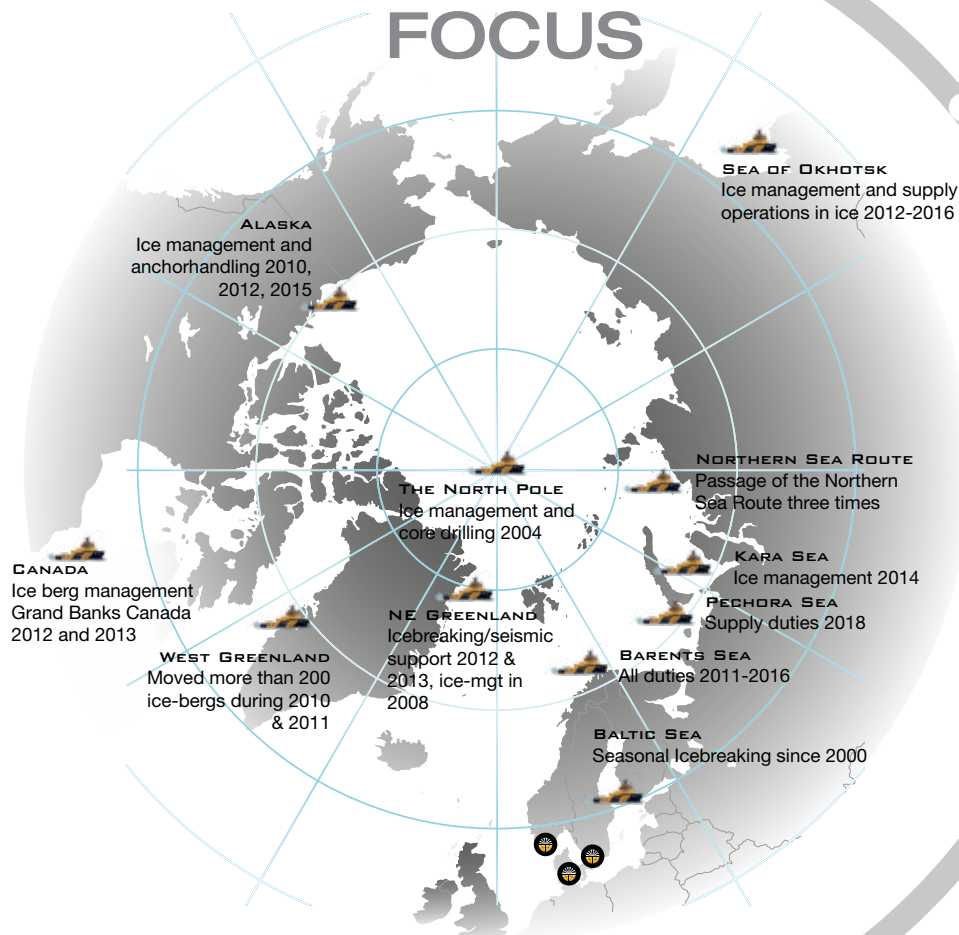 FOCUS
SEA OF OKHOTSK
Ice management and supply
operations in ice 2012-2016
ALASKA
Ice management and
anchorhandling 2010,
2012, 2015
NORTHERN SEA ROUTE
Passage of the Northern
Sea Route three times
THE NORTH POLE
Ice management and
core drilling 2004
KARA SEA
Ice management 2014
CANADA
Ice berg management
Grand Banks Canada
2012 and 2013
PECHORA SEA
Supply duties 2018
NE GREENLAND
Icebreaking/seismic
support 2012 &
2013, ice-mgt in
2008
WEST GREENLAND
Moved more than 200
ice-bergs during 2010
& 2011
BARENTS SEA
All duties 2011-2016
BALTIC SEA
Seasonal Icebreaking since 2000